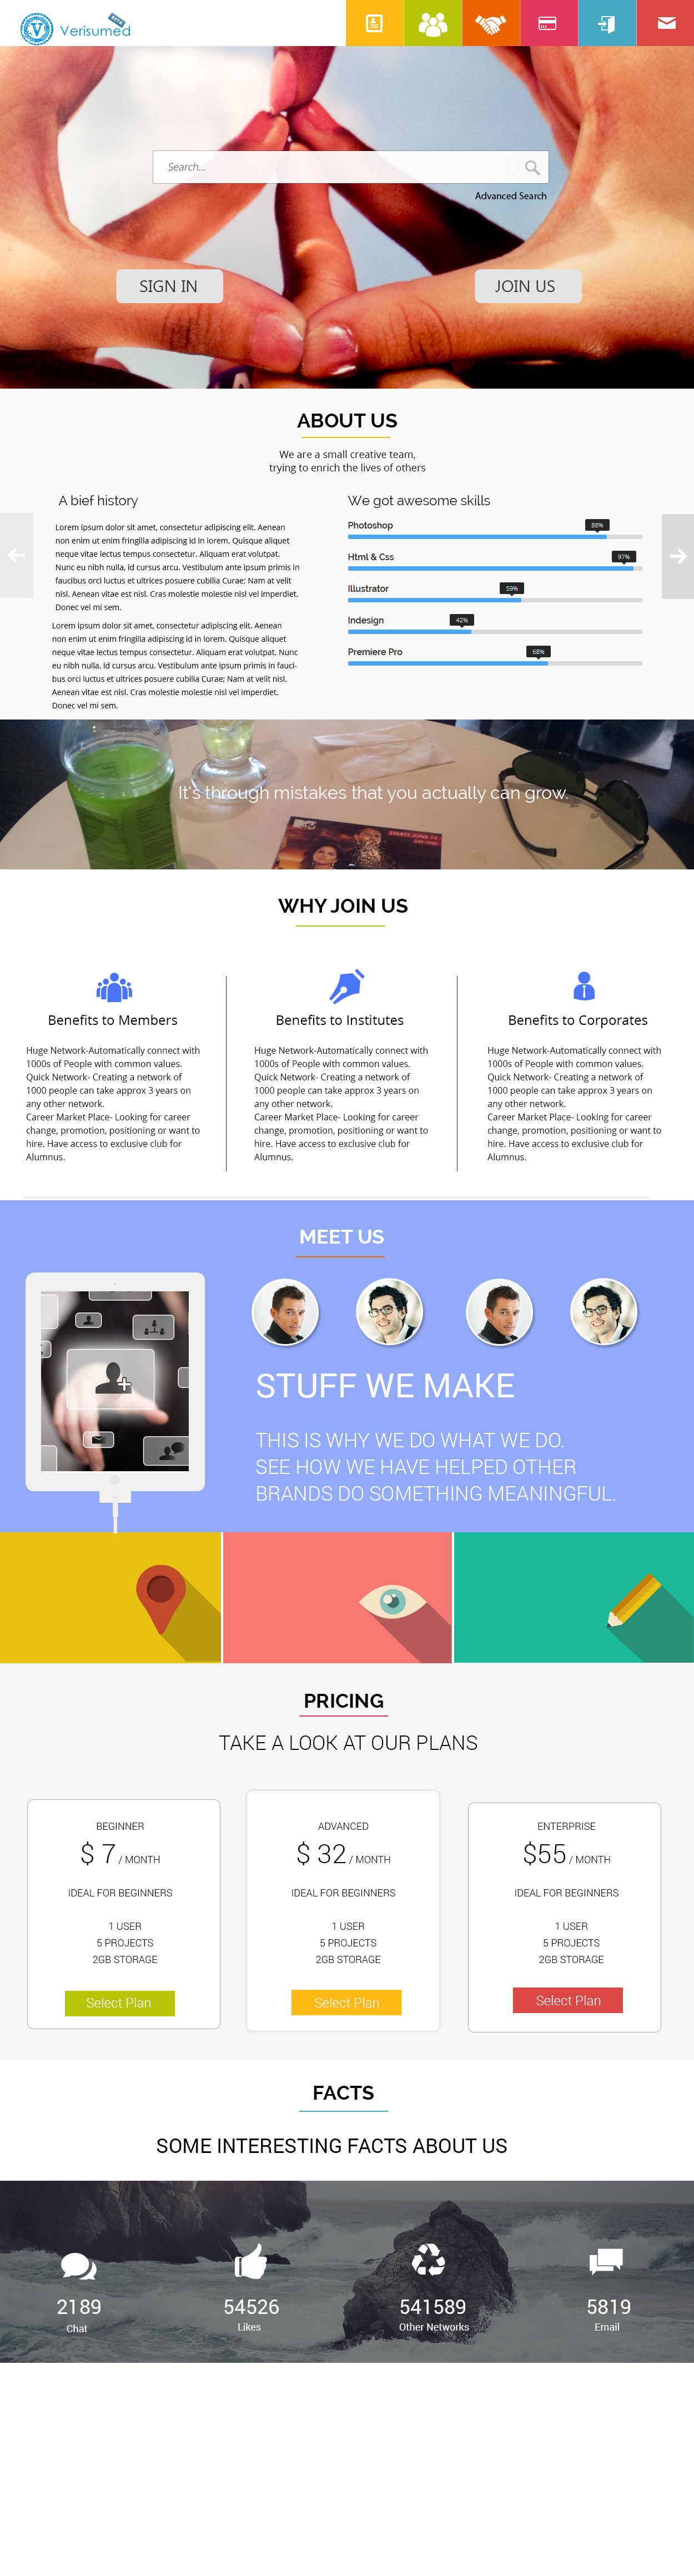 Verisumed
BETA
Search...
Advanced Search
SIGN IN
JOIN US
ABOUT US
We are a small creative team,
trying to enrich the lives of others
A bief history
Lorem ipsum dolor sit amet, consectetur adipiscing elit. Aenean
non enim ut enim fringilla adipiscing id in lorem. Quisque aliquet
neque vitae lectus tempus consectetur. Aliquam erat volutpat.
Nunc eu nibh nulla, id cursus arcu. Vestibulum ante ipsum primis in
faucibus orci luctus et ultrices posuere cubilia Curae; Nam at velit
nisl. Aenean vitae est nisl. Cras molestie molestie nisl vel imperdiet.
Donec vel mi sem.
Lorem ipsum dolor sit amet, consectetur adipiscing elit. Aenean
non enim ut enim fringilla adipiscing id in lorem. Quisque aliquet
neque vitae lectus tempus consectetur. Aliquam erat volutpat. Nunc
eu nibh nulla, id cursus arcu. Vestibulum ante ipsum primis in fauci-
bus orci luctus et ultrices posuere cubilia Curae; Nam at velit nisl.
Aenean vitae est nisl. Cras molestie molestie nisl vel imperdiet.
Donec vel mi sem.
We got awesome skills
Photoshop
88%
Html & Css
97%
Illustrator
59%
Indesign
42%
Premiere Pro
68%
It's through mistakes that you actually can grow.
WHY JOIN US
Benefits to Members
Huge Network-Automatically connect with
1000s of People with common values.
Quick Network- Creating a network of
1000 people can take approx 3 years on
any other network.
Career Market Place- Looking for career
change, promotion, positioning or want to
hire. Have access to exclusive club for
Alumnus.
Benefits to Institutes
Huge Network-Automatically connect with
1000s of People with common values.
Quick Network- Creating a network of
1000 people can take approx 3 years on
any other network.
Career Market Place- Looking for career
change, promotion, positioning or want to
hire. Have access to exclusive club for
Alumnus.
Benefits to Corporates
Huge Network-Automatically connect with
1000s of People with common values.
Quick Network- Creating a network of
1000 people can take approx 3 years on
any other network.
Career Market Place- Looking for career
change, promotion, positioning or want to
hire. Have access to exclusive club for
Alumnus.
MEET US
STUFF WE MAKE
THIS IS WHY WE DO WHAT WE DO.
SEE HOW WE HAVE HELPED OTHER
BRANDS DO SOMETHING MEANINGFUL.
PRICING
TAKE A LOOK AT OUR PLANS
BEGINNER
$ 7 / MONTH
IDEAL FOR BEGINNERS
1 USER
5 PROJECTS
2GB STORAGE
Select Plan
ADVANCED
$ 32 / MONTH
IDEAL FOR BEGINNERS
1 USER
5 PROJECTS
2GB STORAGE
Select Plan
ENTERPRISE
$55 / MONTH
IDEAL FOR BEGINNERS
1 USER
5 PROJECTS
2GB STORAGE
Select Plan
FACTS
SOME INTERESTING FACTS ABOUT US
2189
Chat
54526
Likes
541589
Other Networks
5819
Email